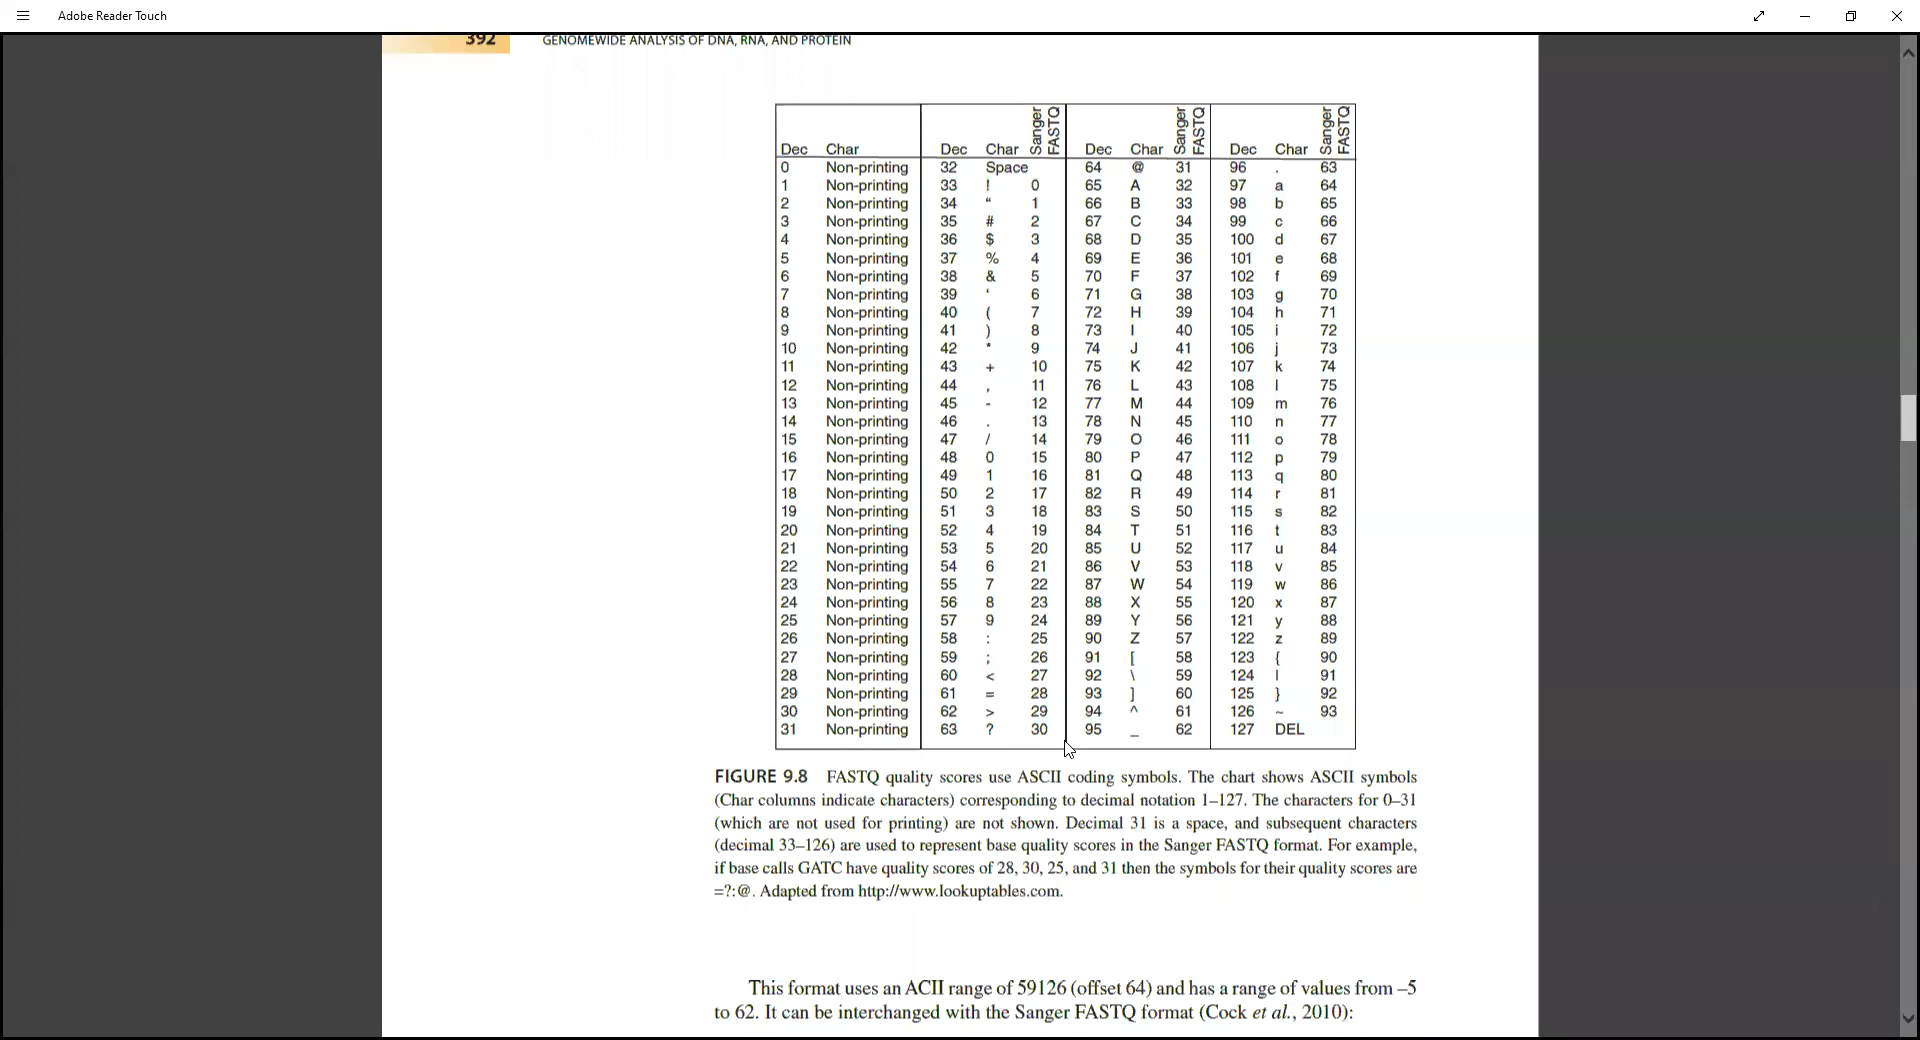 Adobe Reader Touch
392 GENOMEWIDE ANALYSIS OF DNA, RNA, AND PROTEIN
Dec Char Dec Char Sanger FASTQ Dec Char Sanger FASTQ Dec Char Sanger FASTQ
0 Non-printing 32 Space 64 @ 31 96 . 63
1 Non-printing 33 ! 0 65 A 32 97 a 64
2 Non-printing 34 “ 1 66 B 33 98 b 65
3 Non-printing 35 # 2 67 C 34 99 c 66
4 Non-printing 36 $ 3 68 D 35 100 d 67
5 Non-printing 37 % 4 69 E 36 101 e 68
6 Non-printing 38 & 5 70 F 37 102 f 69
7 Non-printing 39 ‘ 6 71 G 38 103 g 70
8 Non-printing 40 ( 7 72 H 39 104 h 71
9 Non-printing 41 ) 8 73 I 40 105 i 72
10 Non-printing 42 * 9 74 J 41 106 j 73
11 Non-printing 43 + 10 75 K 42 107 k 74
12 Non-printing 44 , 11 76 L 43 108 l 75
13 Non-printing 45 - 12 77 M 44 109 m 76
14 Non-printing 46 . 13 78 N 45 110 n 77
15 Non-printing 47 / 14 79 O 46 111 o 78
16 Non-printing 48 0 15 80 P 47 112 p 79
17 Non-printing 49 1 16 81 Q 48 113 q 80
18 Non-printing 50 2 17 82 R 49 114 r 81
19 Non-printing 51 3 18 83 S 50 115 s 82
20 Non-printing 52 4 19 84 T 51 116 t 83
21 Non-printing 53 5 20 85 U 52 117 u 84
22 Non-printing 54 6 21 86 V 53 118 v 85
23 Non-printing 55 7 22 87 W 54 119 w 86
24 Non-printing 56 8 23 88 X 55 120 x 87
25 Non-printing 57 9 24 89 Y 56 121 y 88
26 Non-printing 58 : 25 90 Z 57 122 z 89
27 Non-printing 59 ; 26 91 [ 58 123 { 90
28 Non-printing 60 < 27 92 \ 59 124 | 91
29 Non-printing 61 = 28 93 ] 60 125 } 92
30 Non-printing 62 > 29 94 ^ 61 126 ~ 93
31 Non-printing 63 ? 30 95 _ 62 127 DEL
FIGURE 9.8 FASTQ quality scores use ASCII coding symbols. The chart shows ASCII symbols
(Char columns indicate characters) corresponding to decimal notation 1–127. The characters for 0–31
(which are not used for printing) are not shown. Decimal 31 is a space, and subsequent characters
(decimal 33–126) are used to represent base quality scores in the Sanger FASTQ format. For example,
if base calls GATC have quality scores of 28, 30, 25, and 31 then the symbols for their quality scores are
=?:@. Adapted from http://www.lookuptables.com.
This format uses an ACII range of 59126 (offset 64) and has a range of values from –5
to 62. It can be interchanged with the Sanger FASTQ format (Cock et al., 2010):